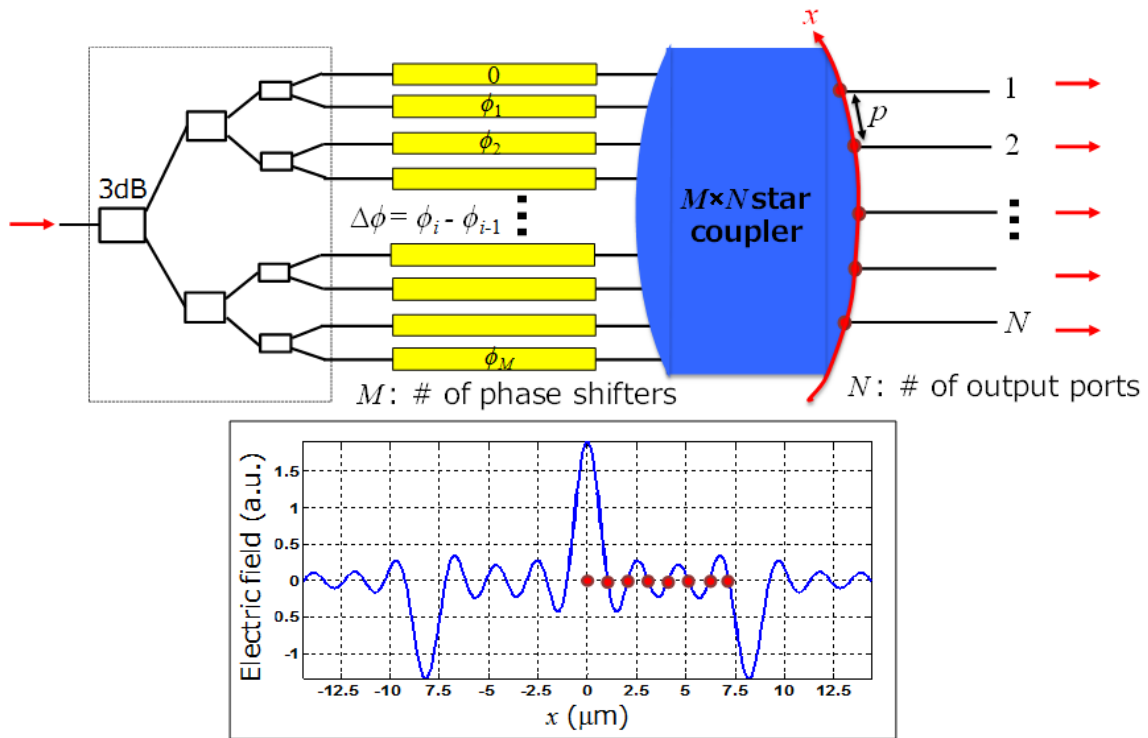 x
0
1
ϕ1
p
ϕ2
2
3dB
M×N star
coupler
Δϕ = ϕi - ϕi-1
N
ϕM
M: # of phase shifters
N: # of output ports
Electric field (a.u.)
1.5
1
0.5
0
0.5
-1
-12.5
7.5
-5
-2.5
0
2.5
5
7.5
10
12.5
x (μm)